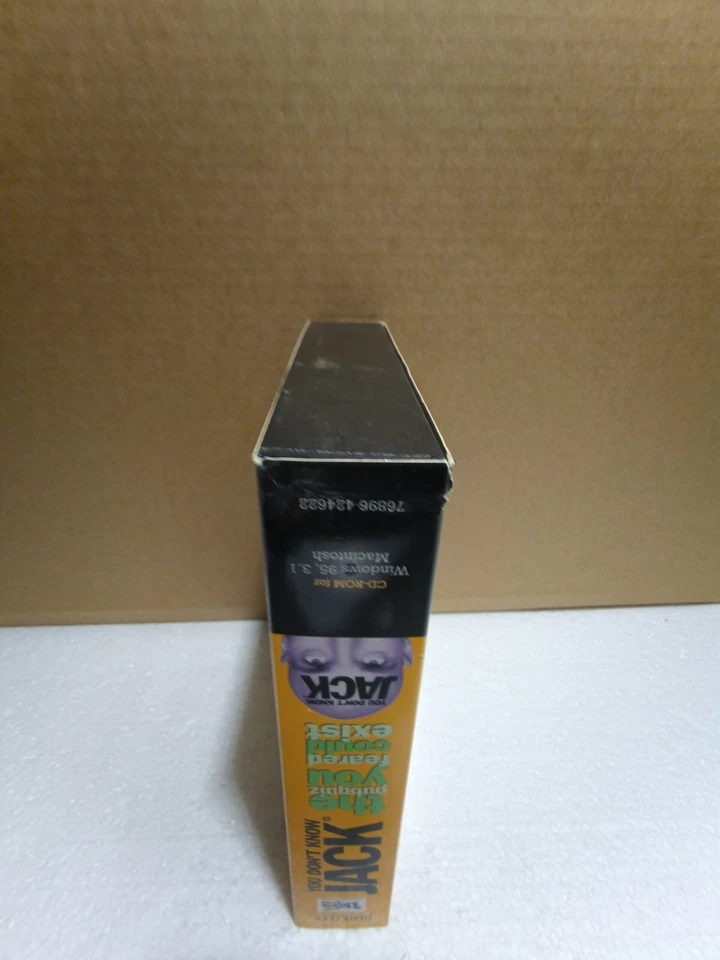 YOU DON'T KNOW
JACK®
the
pubquiz
you
feared
could
exist
YOU DON'T KNOW
JACK
CD-ROM for
Windows 95, 3.1
Macintosh
76896 424622